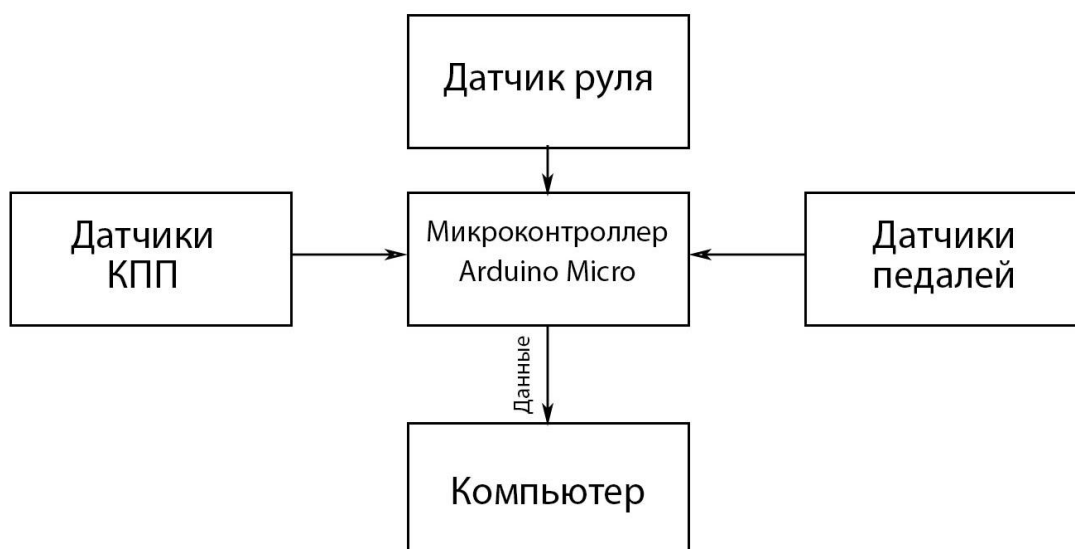 Датчик руля
Датчики
КПП
Микроконтроллер
Arduino Micro
Датчики
педалей
Данные
Компьютер